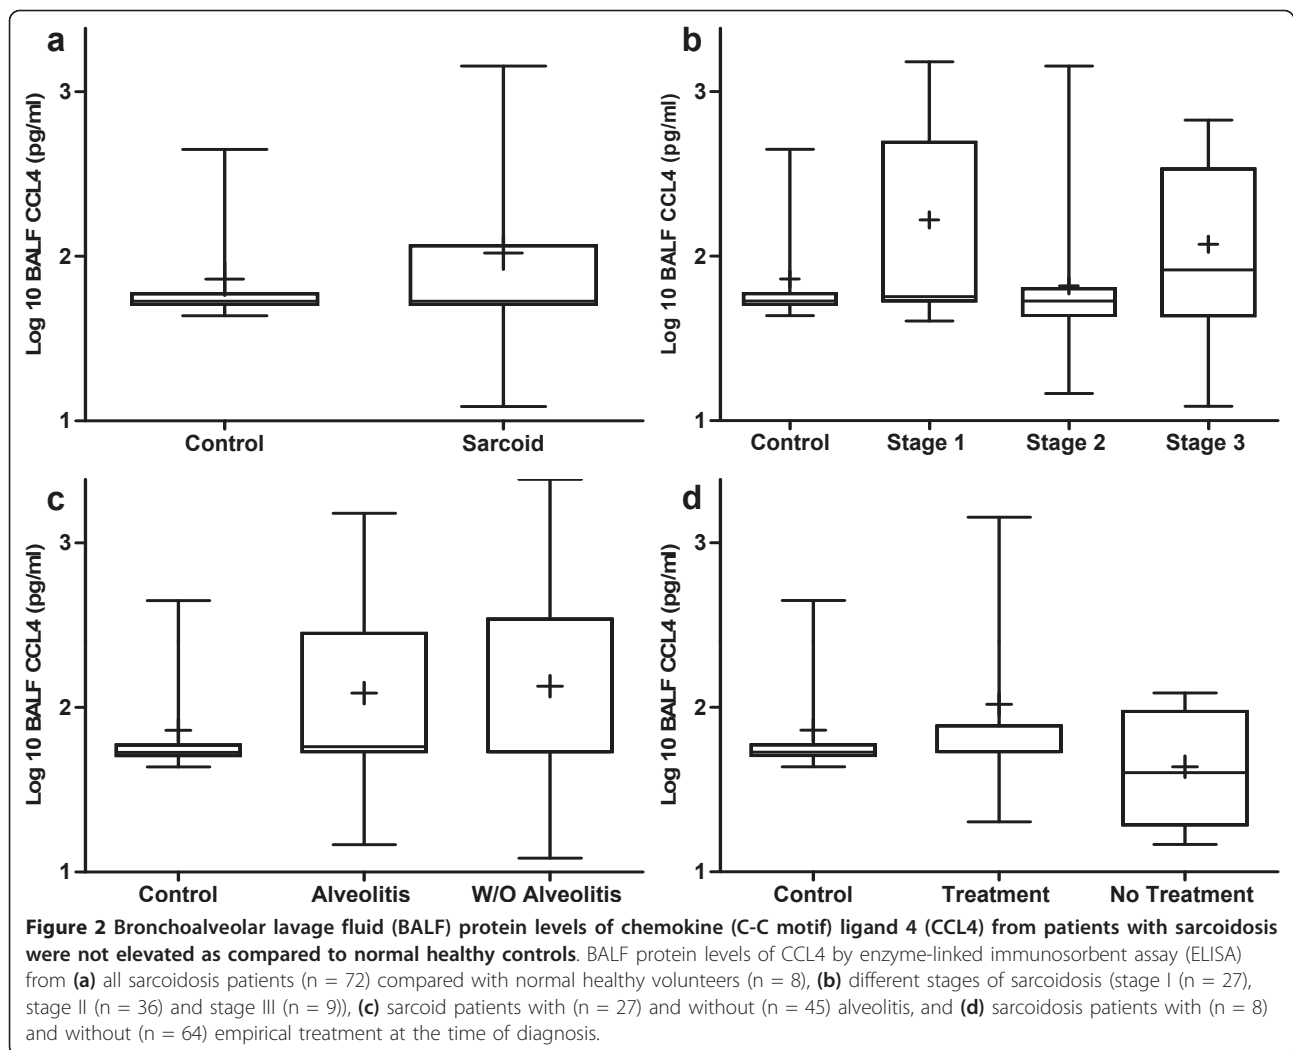 a
Log 10 BALF CCL4 (pg/ml)
3
2
1
Control Sarcoid
b
Log 10 BALF CCL4 (pg/ml)
3
2
1
Control Stage 1 Stage 2 Stage 3
c
Log 10 BALF CCL4 (pg/ml)
3
2
1
Control Alveolitis W/O Alveolitis
d
Log 10 BALF CCL4 (pg/ml)
3
2
1
Control Treatment No Treatment
Figure 2 Bronchoalveolar lavage fluid (BALF) protein levels of chemokine (C-C motif) ligand 4 (CCL4) from patients with sarcoidosis
were not elevated as compared to normal healthy controls. BALF protein levels of CCL4 by enzyme-linked immunosorbent assay (ELISA)
from (a) all sarcoidosis patients (n = 72) compared with normal healthy volunteers (n = 8), (b) different stages of sarcoidosis (stage I (n = 27),
stage II (n = 36) and stage III (n = 9)), (c) sarcoid patients with (n = 27) and without (n = 45) alveolitis, and (d) sarcoidosis patients with (n = 8)
and without (n = 64) empirical treatment at the time of diagnosis.